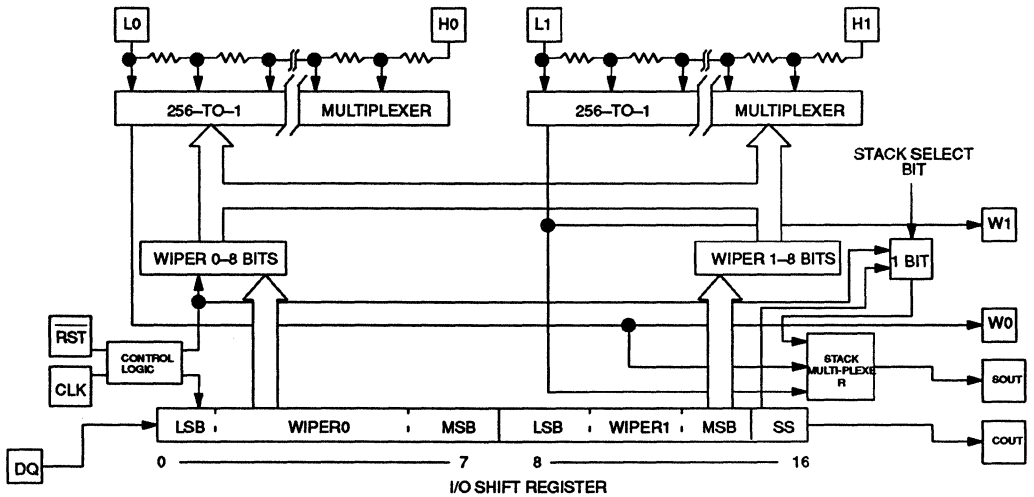 L0 H0 L1 H1
256–TO–1 MULTIPLEXER 256–TO–1 MULTIPLEXER
STACK SELECT
BIT
W1
WIPER 0–8 BITS WIPER 1–8 BITS 1 BIT
W0
RST
CONTROL
LOGIC
CLK
STACK
MULTI-PLEXE
R
SOUT
LSB WIPER0 MSB LSB WIPER1 MSB SS
COUT
DQ
0 7 8 16
I/O SHIFT REGISTER